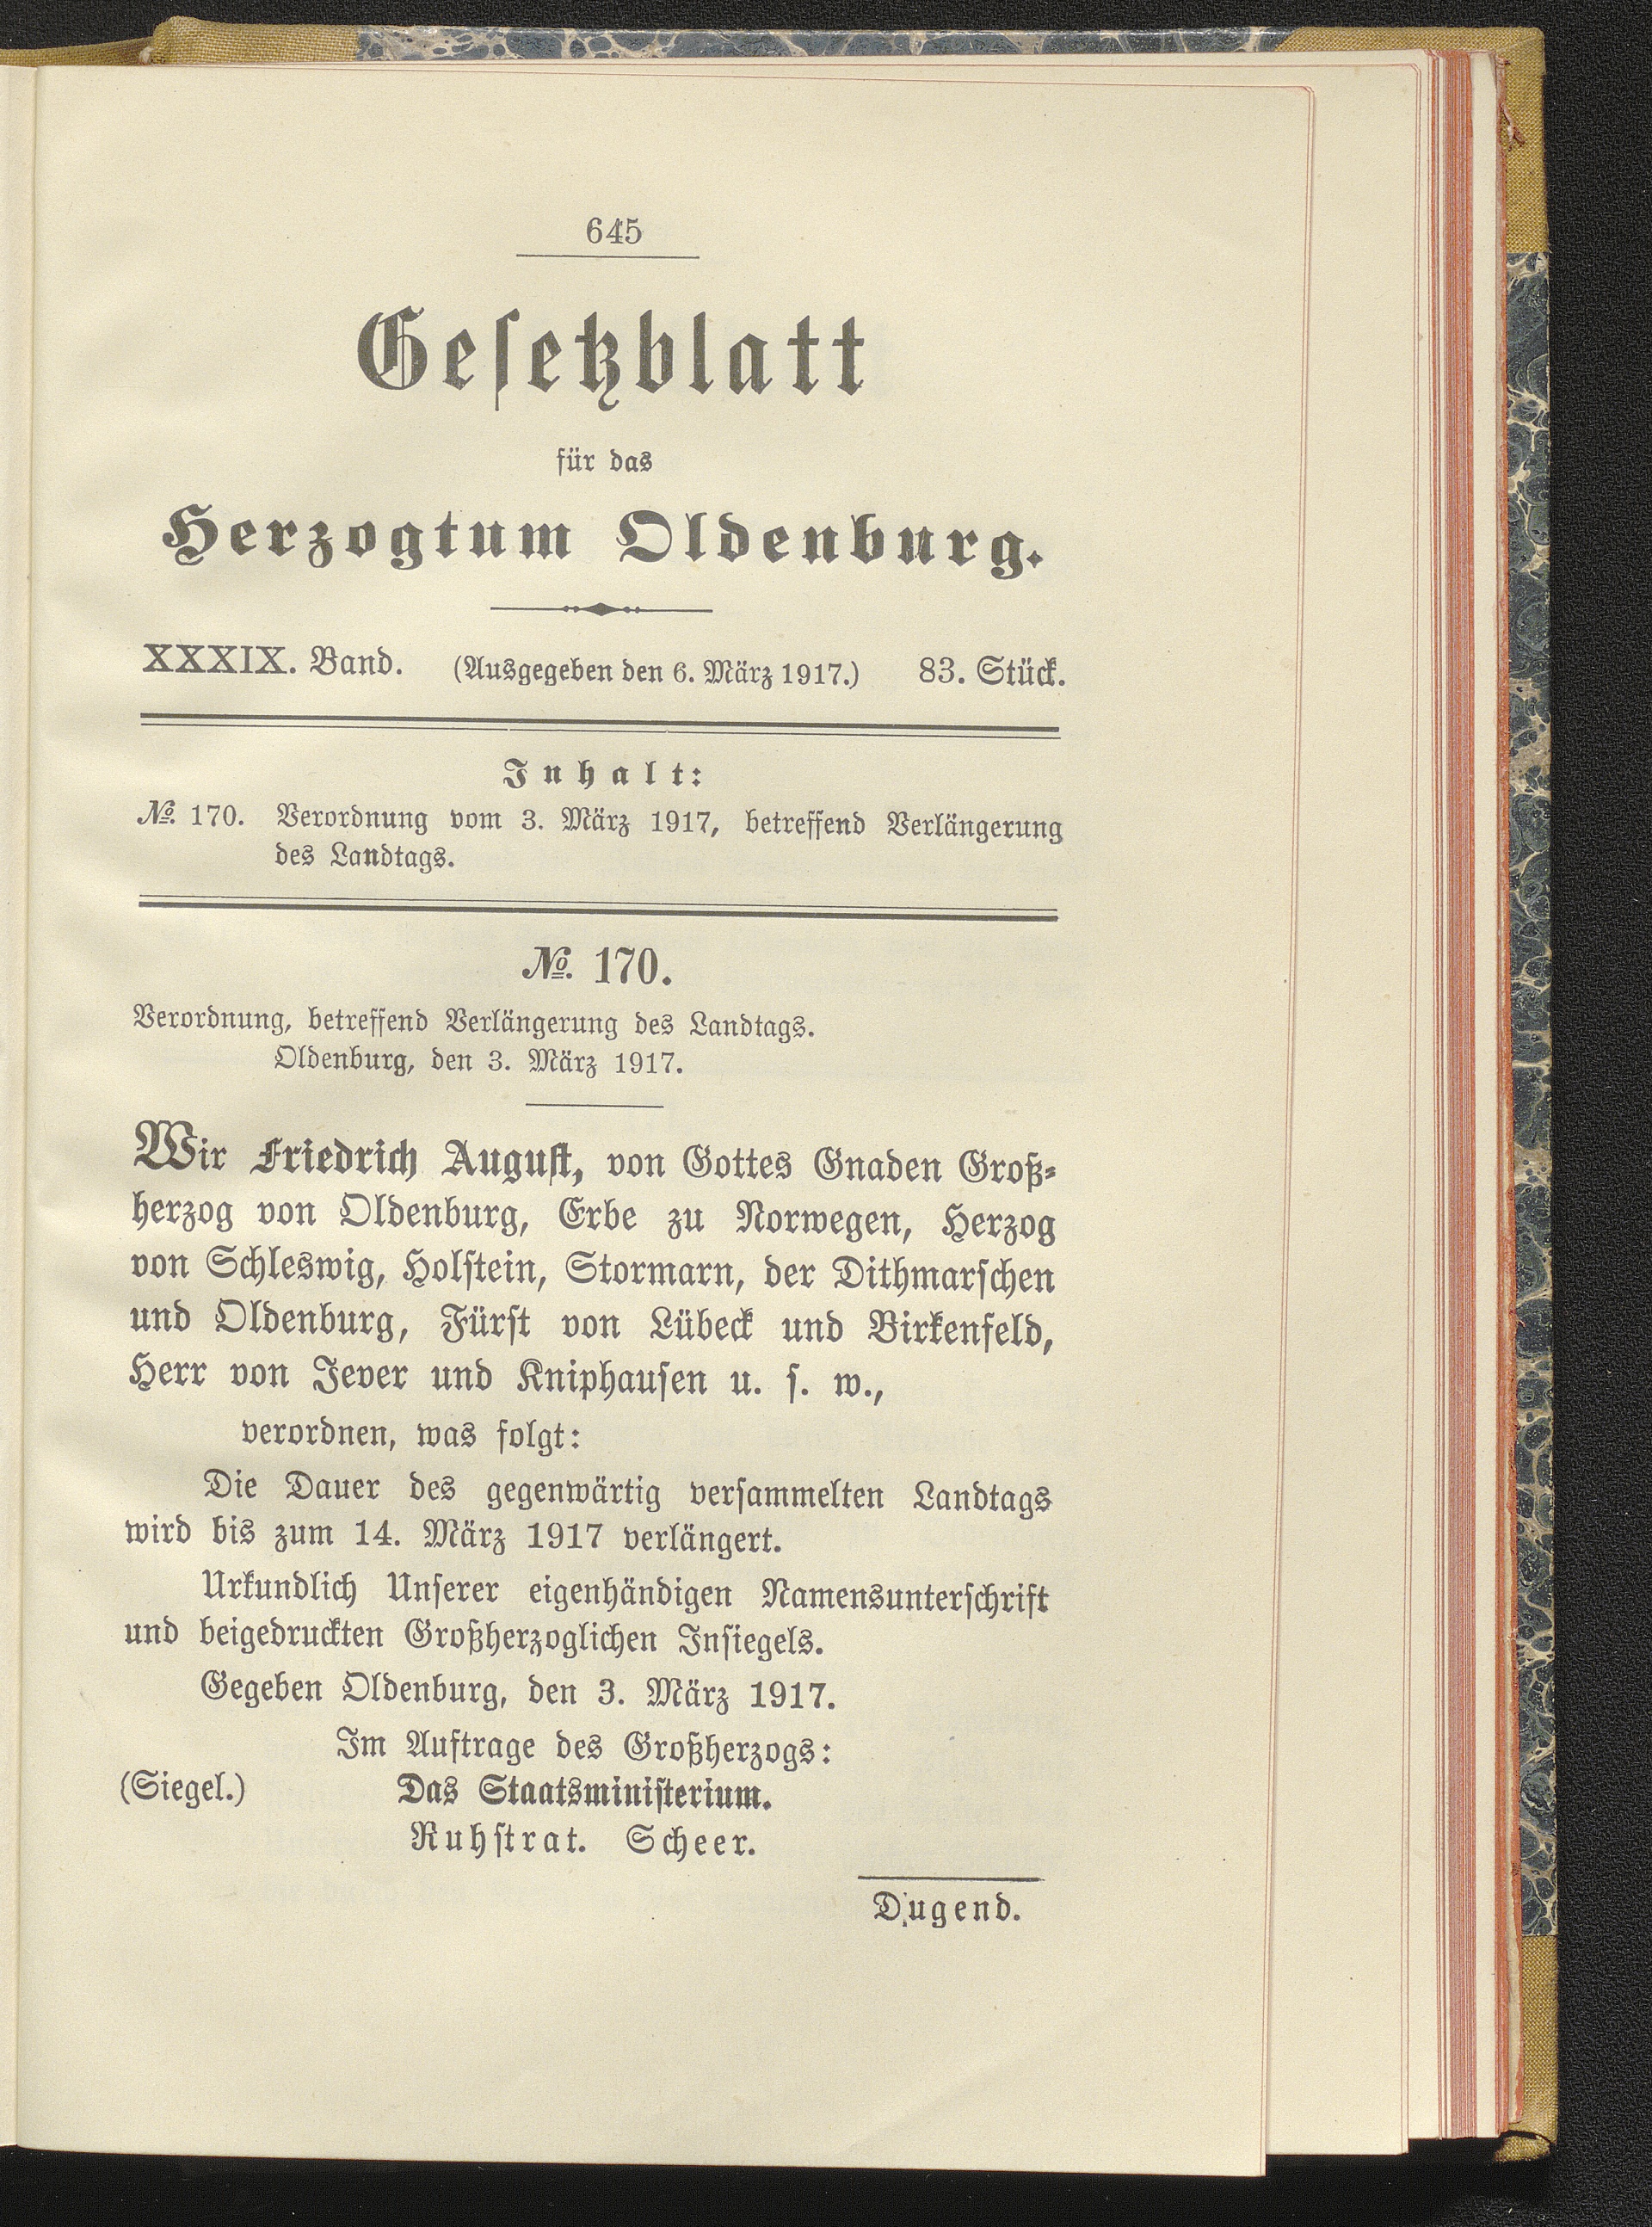 645
Gesetzblatt
für das
Herzogtum Oldenburg.
XXXIX. Band. (Ausgegeben den 6. März 1917.) 83. Stück.
Inhalt:
№. 170. Verordnung vom 3. März 1917, betreffend Verlängerung
des Landtags.
№. 170.
Verordnung, betreffend Verlängerung des Landtags.
Oldenburg, den 3. März 1917.
Wir Friedrich August, von Gottes Gnaden Groß-
herzog von Oldenburg, Erbe zu Norwegen, Herzog
von Schleswig, Holstein, Stormarn, der Dithmarschen
und Oldenburg, Fürst von Lübeck und Birkenfeld,
Herr von Jever und Kniphausen u. s. w.,
verordnen, was folgt:
Die Dauer des gegenwärtig versammelten Landtags
wird bis zum 14. März 1917 verlängert.
Urkundlich Unserer eigenhändigen Namensunterschrift
und beigedruckten Großherzoglichen Insiegels.
Gegeben Oldenburg, den 3. März 1917.
Im Auftrage des Großherzogs:
(Siegel.) Das Staatsministerium.
Ruhstrat. Scheer.
Dugend.